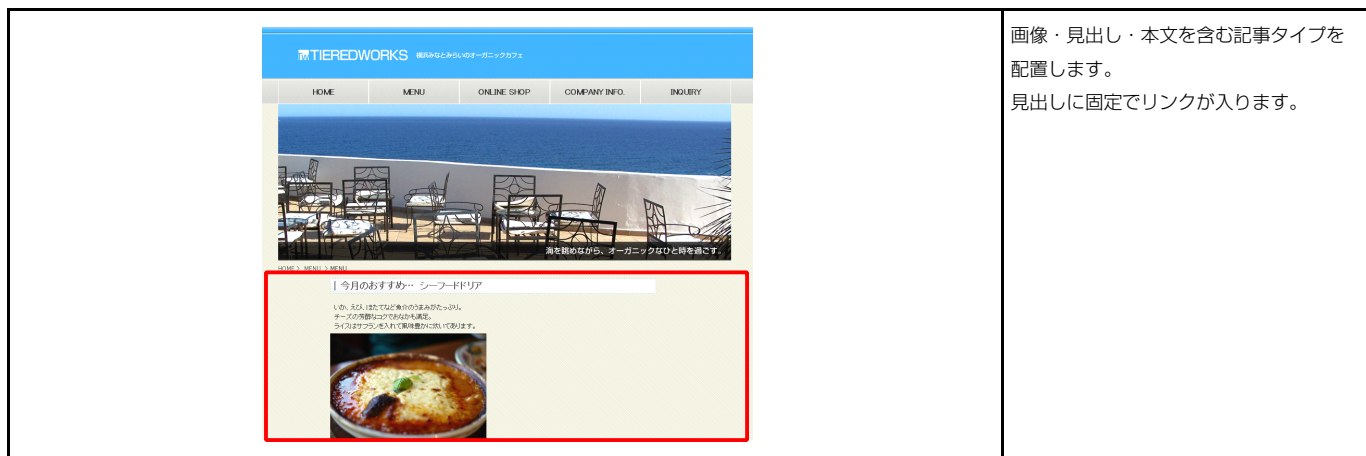 TIEREDWORKS 横浜みなとみらいのオーガニックカフェ
HOME MENU ONLINE SHOP COMPANY INFO. INQUIRY
海を眺めながら、オーガニックなひと時を過ごす。
HOME > MENU > MENU
今月のおすすめ… シーフードドリア
いか、えび、ほたてなど魚介のうまみがたっぷり。
チーズの芳醇なコクでおなかも満足。
ライスはサフランを入れて風味豊かに炊いてあります。
画像・見出し・本文を含む記事タイプを
配置します。
見出しに固定でリンクが入ります。